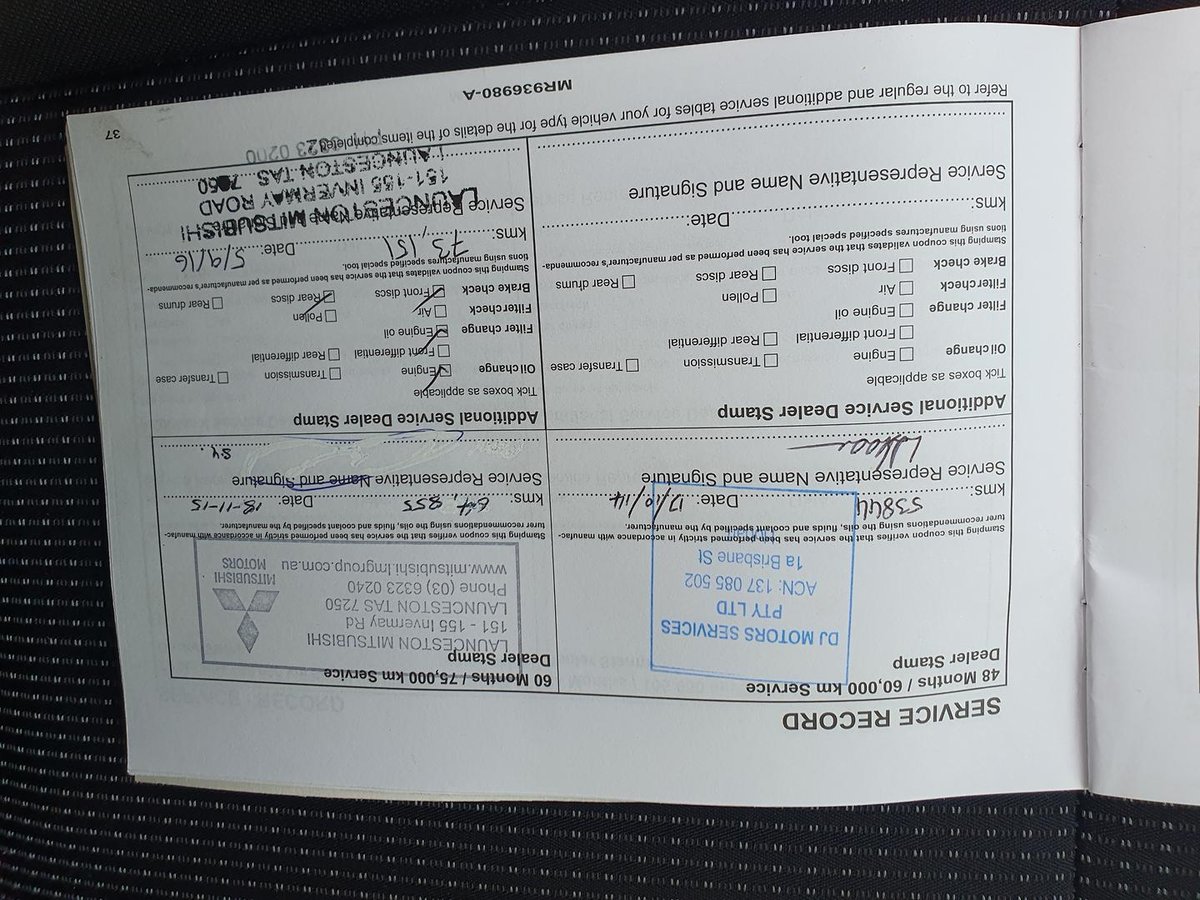 SERVICE RECORD
48 Months / 60,000 km Service
Dealer Stamp
DJ MOTORS SERVICES
PTY LTD
ACN: 137 085 502
1a Brisbane St
Stamping this coupon verifies that the service has been performed strictly in accordance with manufac-
turer recommendations using the oils, fluids and coolant specified by the manufacturer.
kms: 53844 Date: 17/10/14
Service Representative Name and Signature
60 Months / 75,000 km Service
Dealer Stamp
LAUNCESTON MITSUBISHI
151 - 155 Invermay Rd
LAUNCESTON TAS 7250
Phone (03) 6323 0240
www.mitsubishi.lmgroup.com.au
MITSUBISHI
MOTORS
Stamping this coupon verifies that the service has been performed strictly in accordance with manufac-
turer recommendations using the oils, fluids and coolant specified by the manufacturer.
kms: 64,855 Date: 18-11-15
Service Representative Name and Signature
Additional Service Dealer Stamp
Tick boxes as applicable
Oil change Engine Transmission Transfer case
Front differential Rear differential
Filter change Engine oil
Filter check Air Pollen
Brake check Front discs Rear discs Rear drums
Stamping this coupon validates that the service has been performed as per manufacturer's recommenda-
tions using manufactures specified special tool.
kms: Date:
Service Representative Name and Signature
Additional Service Dealer Stamp
Tick boxes as applicable
Oil change Engine Transmission Transfer case
Front differential Rear differential
Filter change Engine oil
Filter check Air Pollen
Brake check Front discs Rear discs Rear drums
Stamping this coupon validates that the service has been performed as per manufacturer's recommenda-
tions using manufactures specified special tool.
kms: 73,151 Date: 5/9/16
Service Representative
LAUNCESTON MITSUBISHI
151-155 INVERMAY ROAD
LAUNCESTON TAS 7250
Refer to the regular and additional service tables for your vehicle type for the details of the items completed
MR936980-A
37